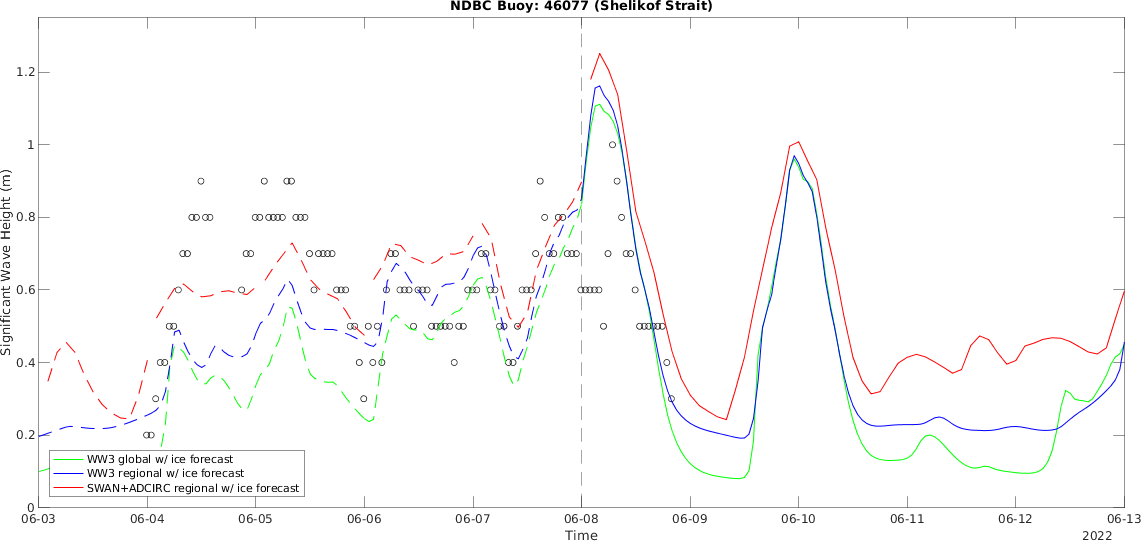 NDBC Buoy: 46077 (Shelikof Strait)
Significant Wave Height (m)
1.2
1
0.8
0.6
0.4
0.2
0
WW3 global w/ ice forecast
WW3 regional w/ ice forecast
SWAN+ADCIRC regional w/ ice forecast
06-03 06-04 06-05 06-06 06-07 06-08 06-09 06-10 06-11 06-12 06-13
Time
2022